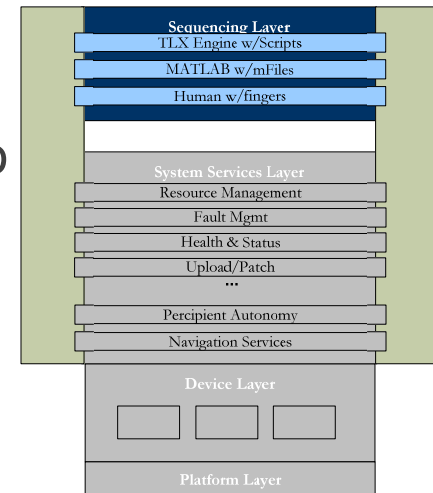 Sequencing Layer
TLX Engine w/Scripts
MATLAB w/mFiles
Human w/fingers
System Services Layer
Resource Management
Fault Mgmt
Health & Status
Upload/Patch
...
Percipient Autonomy
Navigation Services
Device Layer
Platform Layer